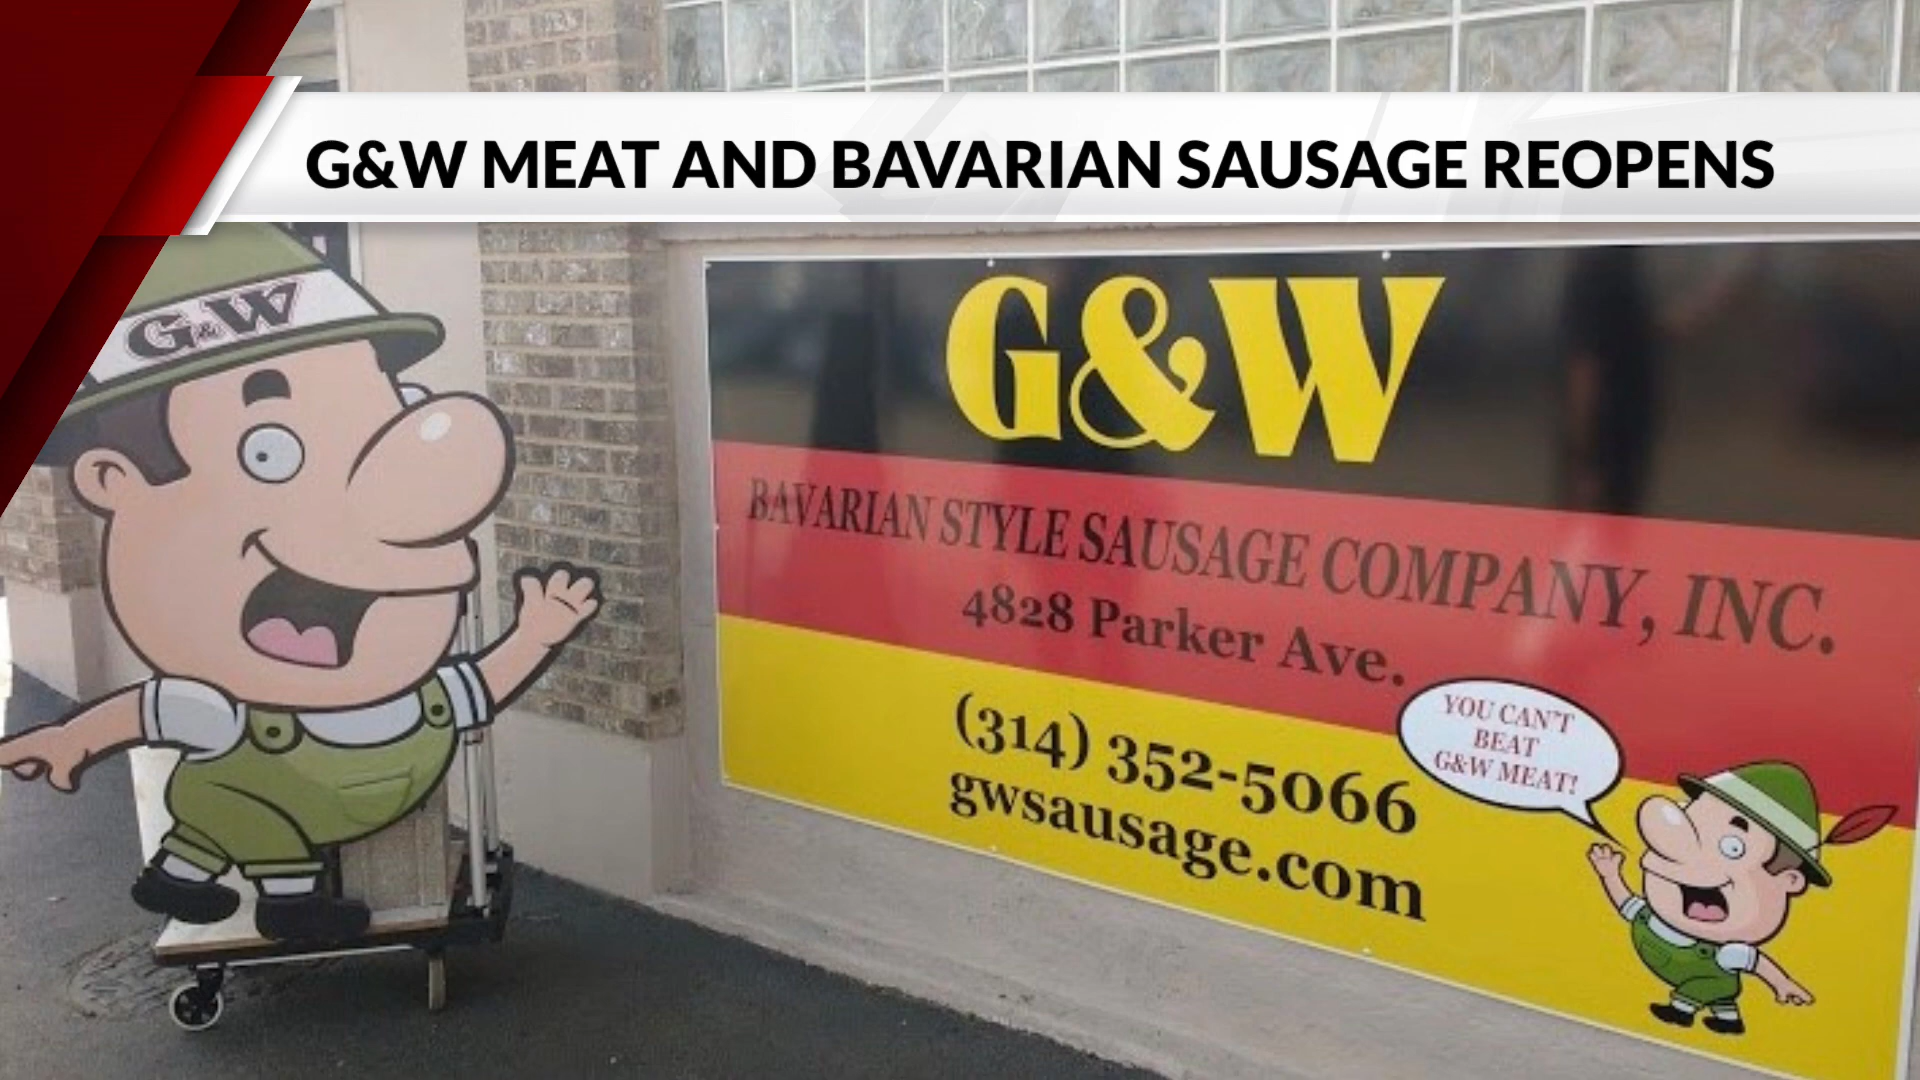 G&W MEAT AND BAVARIAN SAUSAGE REOPENS
G&W
G&W
BAVARIAN STYLE SAUSAGE COMPANY, INC.
4828 Parker Ave.
(314) 352-5066
gwsausage.com
YOU CAN'T
BEAT
G&W MEAT!